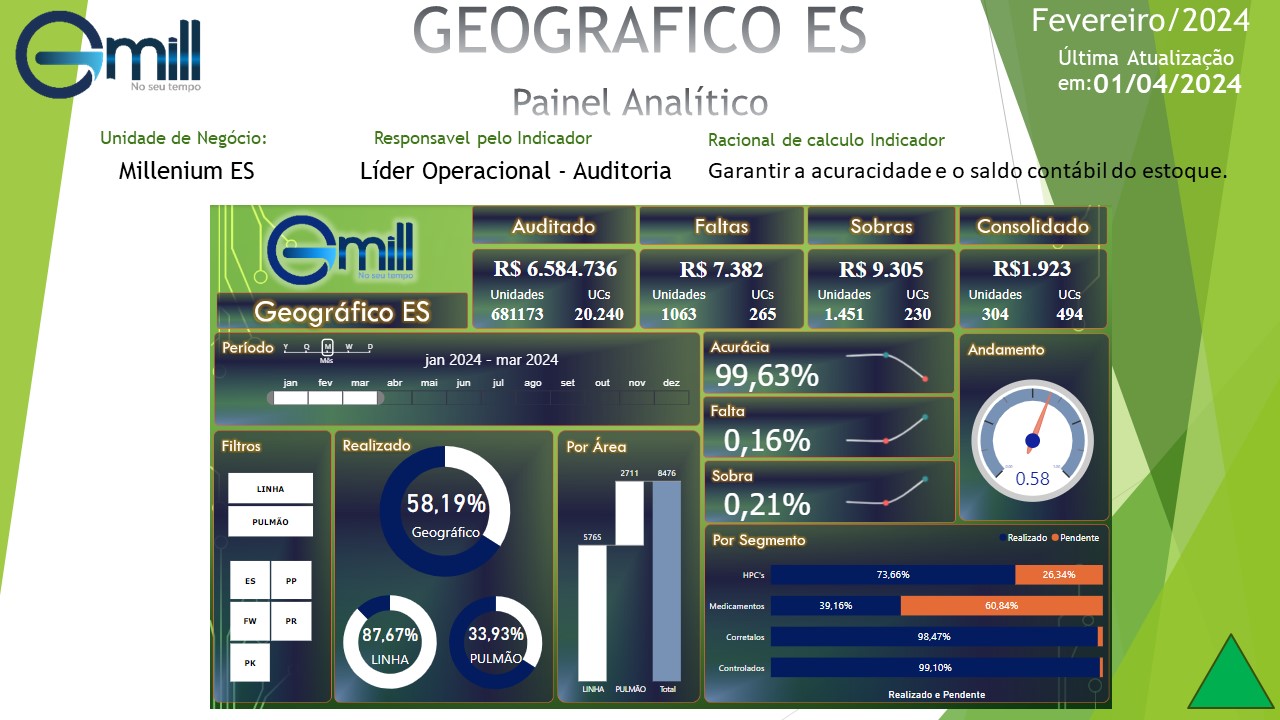 Gmill
No seu tempo
GEOGRAFICO ES
Painel Analítico
Fevereiro/2024
Última Atualização
em:01/04/2024
Unidade de Negócio:
Millenium ES
Responsavel pelo Indicador
Líder Operacional - Auditoria
Racional de calculo Indicador
Garantir a acuracidade e o saldo contábil do estoque.
Gmill
No seu tempo
Geográfico ES
Auditado
R$ 6.584.736
Unidades UCs
681173 20.240
Faltas
R$ 7.382
Unidades UCs
1063 265
Sobras
R$ 9.305
Unidades UCs
1.451 230
Consolidado
R$1.923
Unidades UCs
304 494
Período
Y Q M W D
Mês
jan 2024 - mar 2024
jan fev mar abr mai jun jul ago set out nov dez
Acurácia
99,63%
Falta
0,16%
Sobra
0,21%
Andamento
0.58
Filtros
LINHA
PULMÃO
ES PP
FW PR
PK
Realizado
58,19%
Geográfico
87,67%
LINHA
33,93%
PULMÃO
Por Área
2711 8476
5765
LINHA PULMÃO Total
Por Segmento
Realizado Pendente
HPC's 73,66% 26,34%
Medicamentos 39,16% 60,84%
Corretalos 98,47%
Controlados 99,10%
Realizado e Pendente